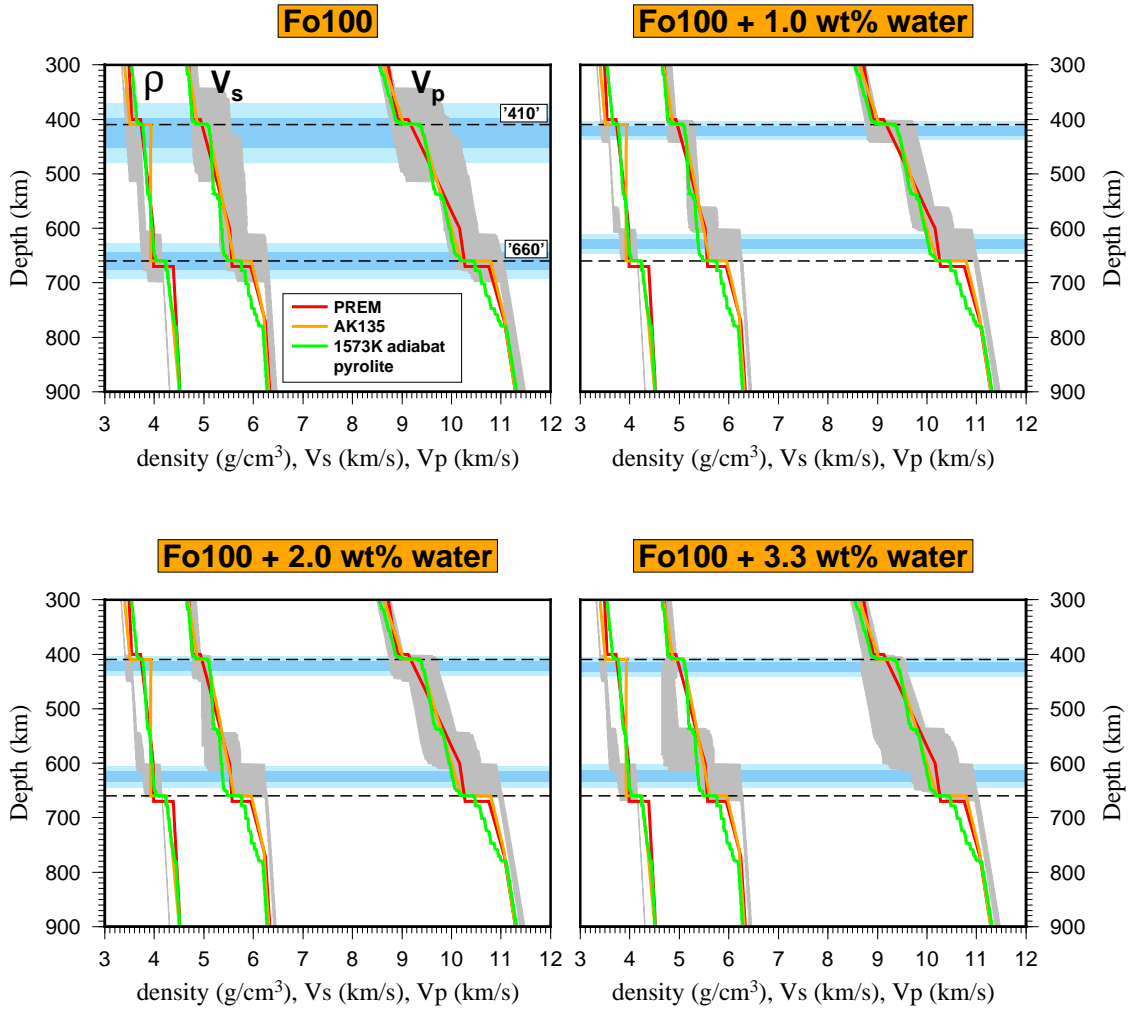 Fo100
Fo100 + 1.0 wt% water
300
400
500
600
700
800
900
Depth (km)
ρ
Vs
Vp
'410'
'660'
PREM
AK135
1573K adiabat
pyrolite
3 4 5 6 7 8 9 10 11 12
density (g/cm³), Vs (km/s), Vp (km/s)
300
400
500
600
700
800
900
Depth (km)
3 4 5 6 7 8 9 10 11 12
density (g/cm³), Vs (km/s), Vp (km/s)
Fo100 + 2.0 wt% water
Fo100 + 3.3 wt% water
300
400
500
600
700
800
900
Depth (km)
3 4 5 6 7 8 9 10 11 12
density (g/cm³), Vs (km/s), Vp (km/s)
300
400
500
600
700
800
900
Depth (km)
3 4 5 6 7 8 9 10 11 12
density (g/cm³), Vs (km/s), Vp (km/s)